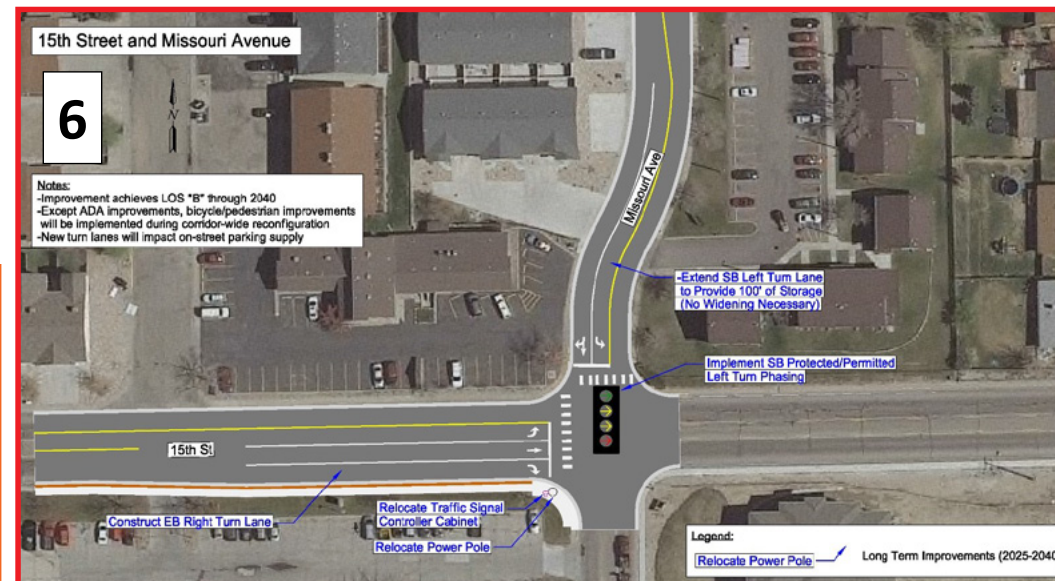 15th Street and Missouri Avenue
6
N
Notes:
-Improvement achieves LOS "B" through 2040
-Except ADA improvements, bicycle/pedestrian improvements
will be implemented during corridor-wide reconfiguration
-New turn lanes will impact on-street parking supply
Missouri Ave
-Extend SB Left Turn Lane
to Provide 100' of Storage
(No Widening Necessary)
Implement SB Protected/Permitted
Left Turn Phasing
15th St
Construct EB Right Turn Lane
Relocate Traffic Signal
Controller Cabinet
Relocate Power Pole
Legend:
Relocate Power Pole
Long Term Improvements (2025-2040